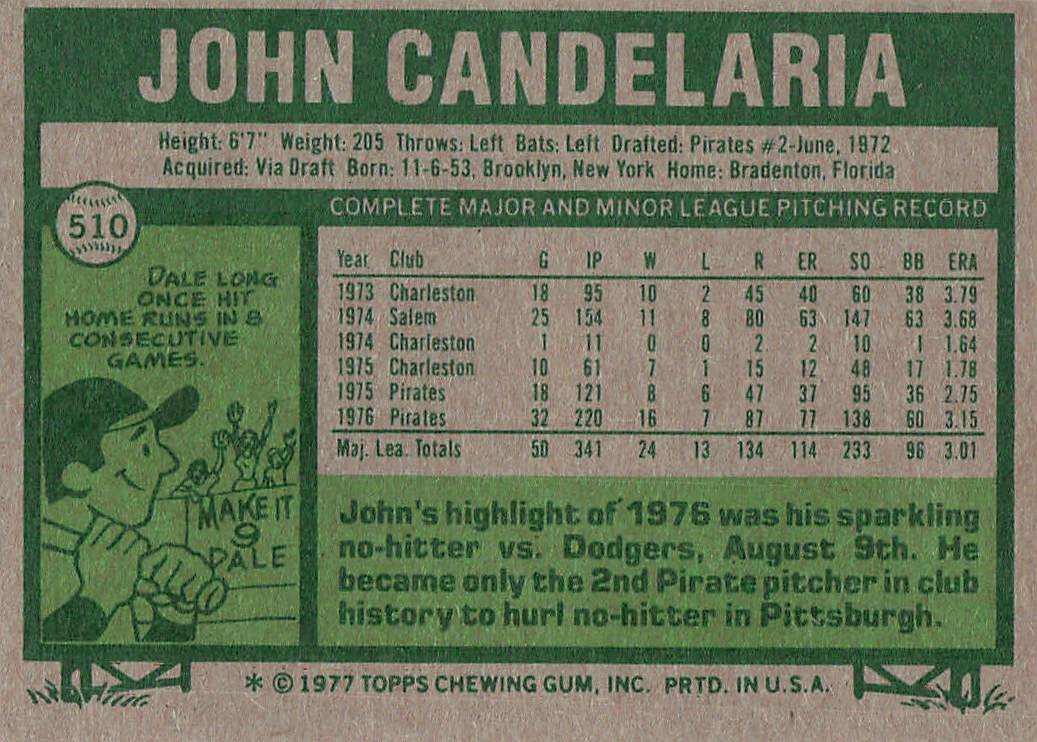 JOHN CANDELARIA
Height: 6'7" Weight: 205 Throws: Left Bats: Left Drafted: Pirates #2-June, 1972
Acquired: Via Draft Born: 11-6-53, Brooklyn, New York Home: Bradenton, Florida
510
COMPLETE MAJOR AND MINOR LEAGUE PITCHING RECORD
DALE LONG
ONCE HIT
HOME RUNS IN 8
CONSECUTIVE
GAMES.
MAKE IT
9
DALE
Year Club G IP W L R ER SO BB ERA
1973 Charleston 18 95 10 2 45 40 60 38 3.79
1974 Salem 25 154 11 8 80 63 147 63 3.68
1974 Charleston 1 11 0 0 2 2 10 1 1.64
1975 Charleston 10 61 7 1 15 12 48 17 1.78
1975 Pirates 18 121 8 6 47 37 95 36 2.75
1976 Pirates 32 220 16 7 87 77 138 60 3.15
Maj. Lea. Totals 50 341 24 13 134 114 233 96 3.01
John's highlight of 1976 was his sparkling
no-hitter vs. Dodgers, August 9th. He
became only the 2nd Pirate pitcher in club
history to hurl no-hitter in Pittsburgh.
* © 1977 TOPPS CHEWING GUM, INC. PRTD. IN U.S.A.